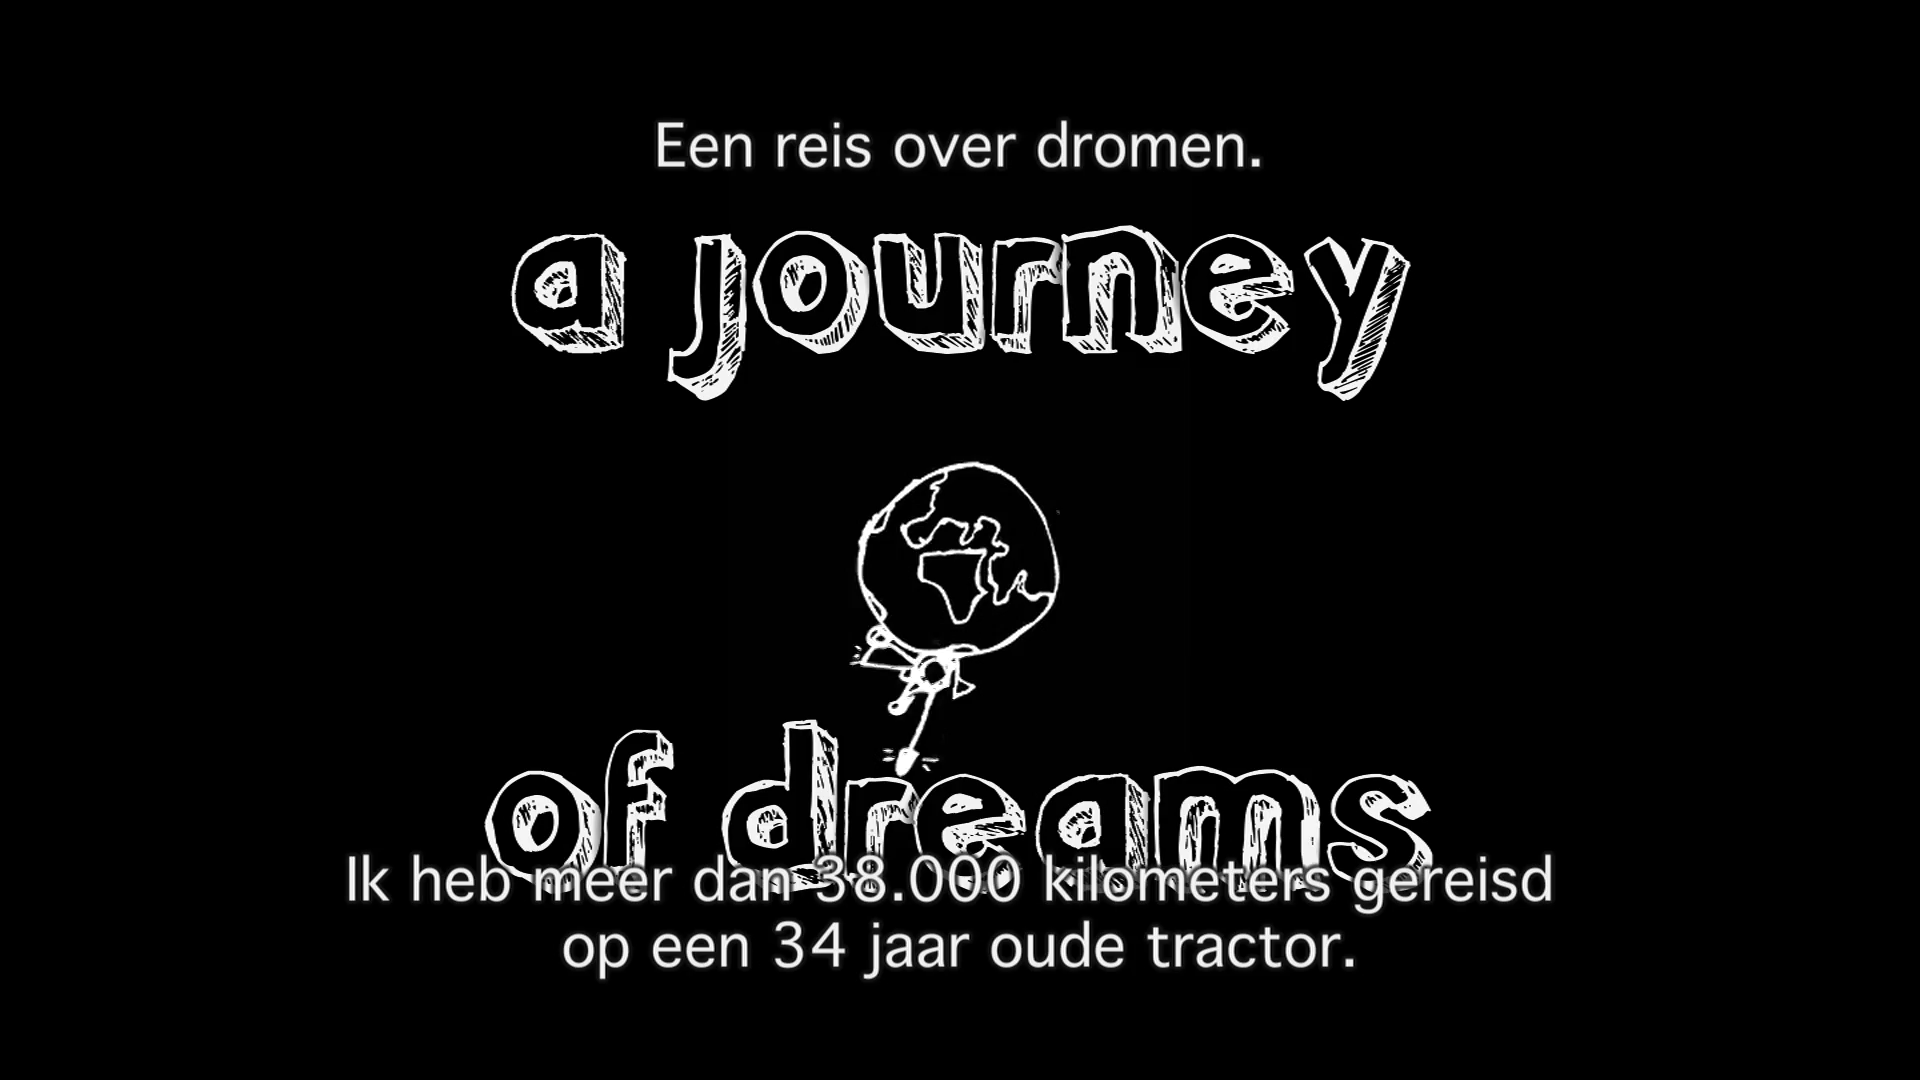 Een reis over dromen.
a journey
of dreams
Ik heb meer dan 38.000 kilometers gereisd
op een 34 jaar oude tractor.